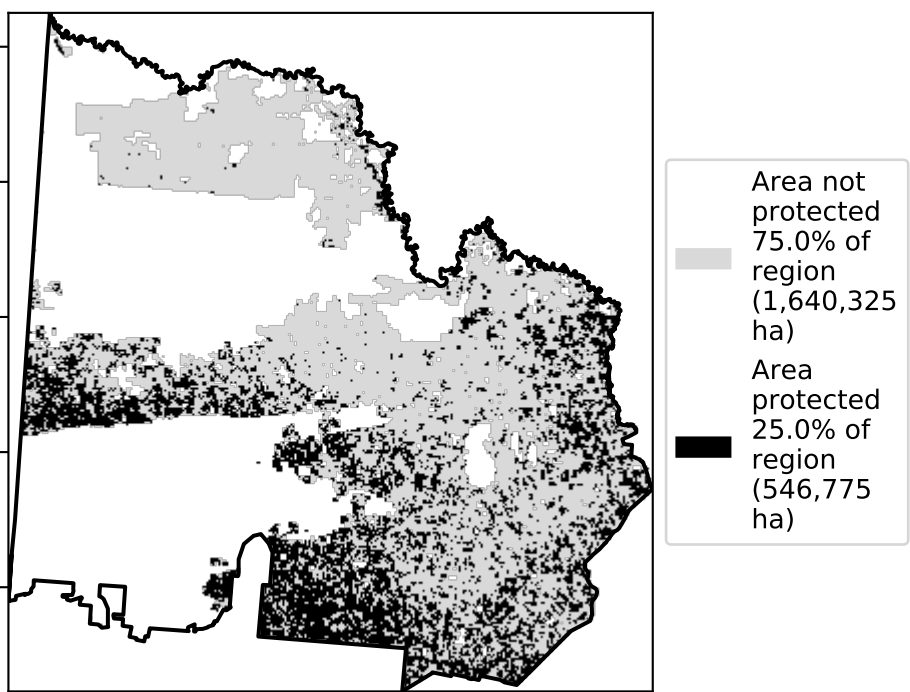 Area not
protected
75.0% of
region
(1,640,325
ha)
Area
protected
25.0% of
region
(546,775
ha)